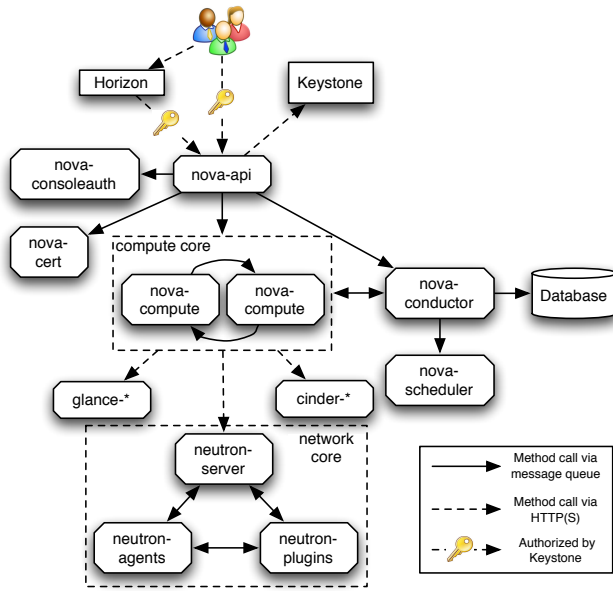 Horizon
Keystone
nova-
consoleauth
nova-api
nova-
cert
compute core
nova-
compute
nova-
compute
nova-
conductor
Database
nova-
scheduler
glance-*
cinder-*
network
core
neutron-
server
neutron-
agents
neutron-
plugins
Method call via
message queue
Method call via
HTTP(S)
Authorized by
Keystone